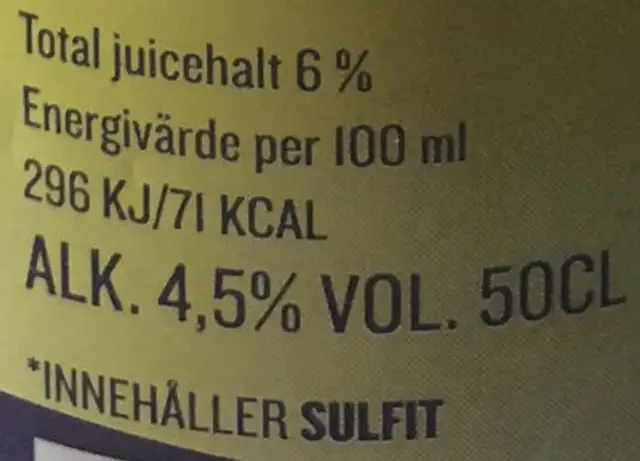 Total juicehalt 6 %
Energivärde per 100 ml
296 KJ/71 KCAL
ALK. 4,5% VOL. 50CL
*INNEHÅLLER SULFIT